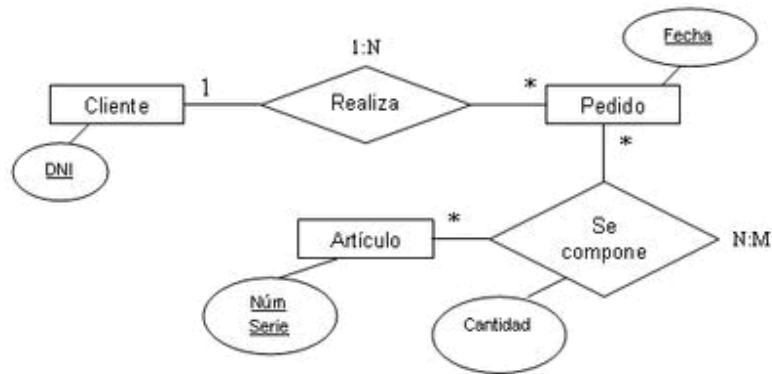 Fecha
1:N
Cliente
1
Realiza
*
Pedido
*
DNI
Artículo
*
Se
compone
N:M
Núm
Serie
Cantidad